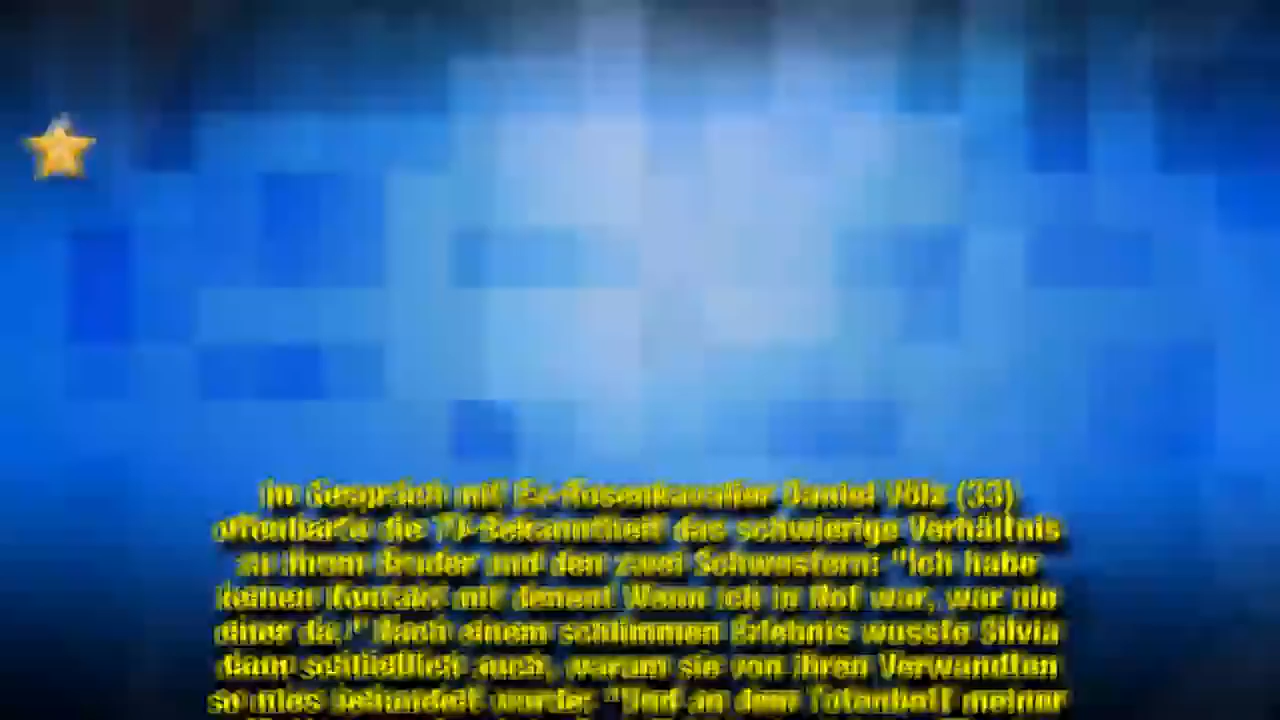 Im Gespräch mit Ex-Rosenkavalier Daniel Völz (33)
offenbarte die TV-Bekanntheit das schwierige Verhältnis
zu ihrem Bruder und den zwei Schwestern: "Ich habe
keinen Kontakt mit denen! Wenn ich in Not war, war nie
einer da." Nach einem schlimmen Erlebnis wusste Silvia
dann schließlich auch, warum sie von ihren Verwandten
so mies behandelt wurde: "Und an dem Totenbett meiner